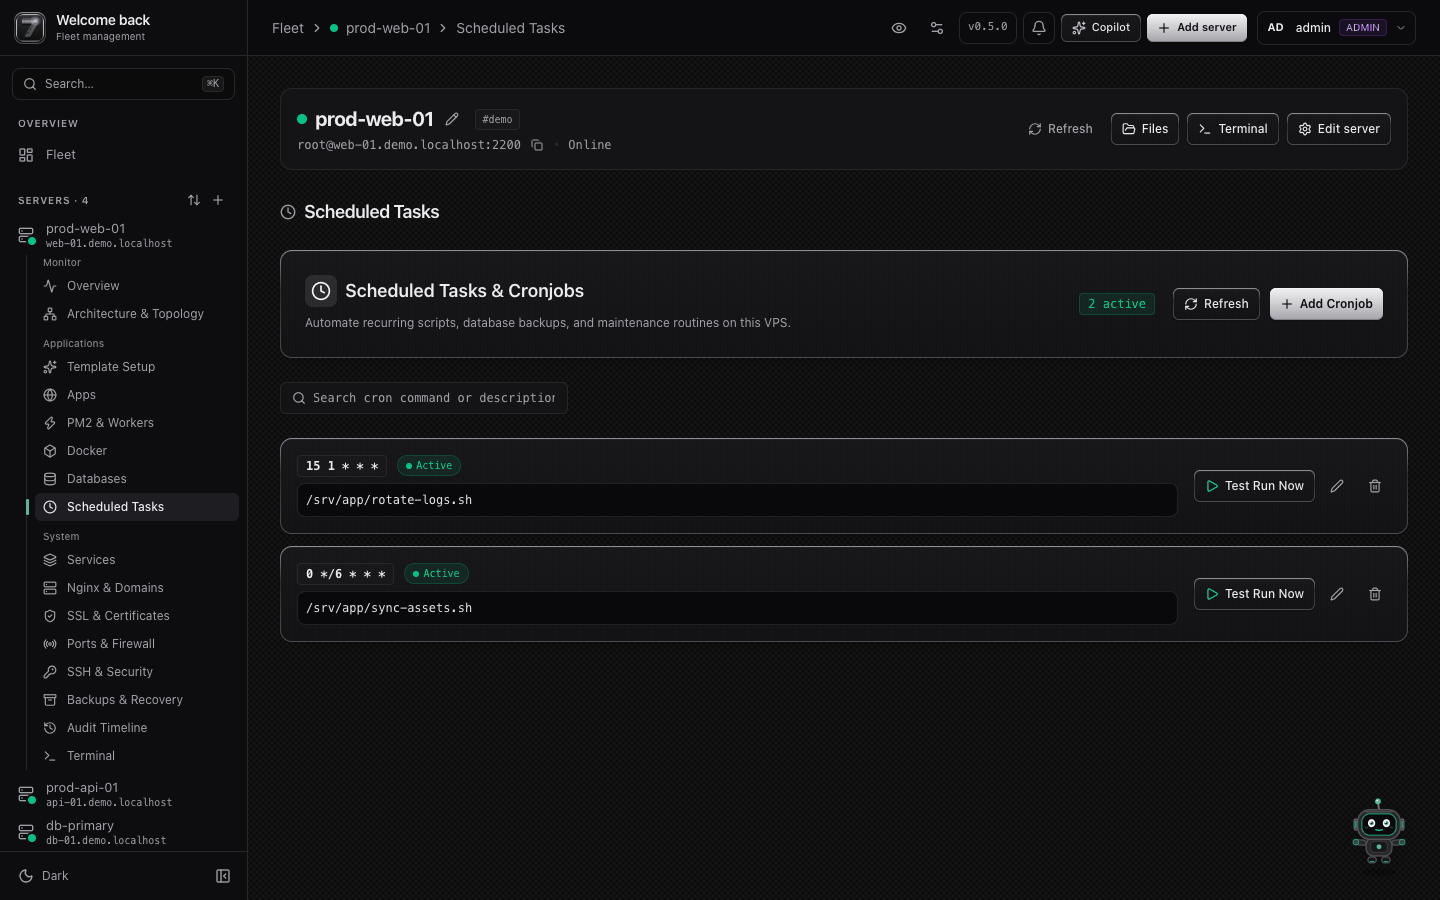 Welcome back
Fleet management
Search...
⌘K
OVERVIEW
Fleet
SERVERS · 4
prod-web-01
web-01.demo.localhost
Monitor
Overview
Architecture & Topology
Applications
Template Setup
Apps
PM2 & Workers
Docker
Databases
Scheduled Tasks
System
Services
Nginx & Domains
SSL & Certificates
Ports & Firewall
SSH & Security
Backups & Recovery
Audit Timeline
Terminal
prod-api-01
api-01.demo.localhost
db-primary
db-01.demo.localhost
Dark
Fleet > prod-web-01 > Scheduled Tasks
v0.5.0
Copilot
Add server
AD admin ADMIN
prod-web-01 #demo
root@web-01.demo.localhost:2200 · Online
Refresh
Files
Terminal
Edit server
Scheduled Tasks
Scheduled Tasks & Cronjobs
Automate recurring scripts, database backups, and maintenance routines on this VPS.
2 active
Refresh
Add Cronjob
Search cron command or description
15 1 * * * Active
/srv/app/rotate-logs.sh
Test Run Now
0 */6 * * * Active
/srv/app/sync-assets.sh
Test Run Now